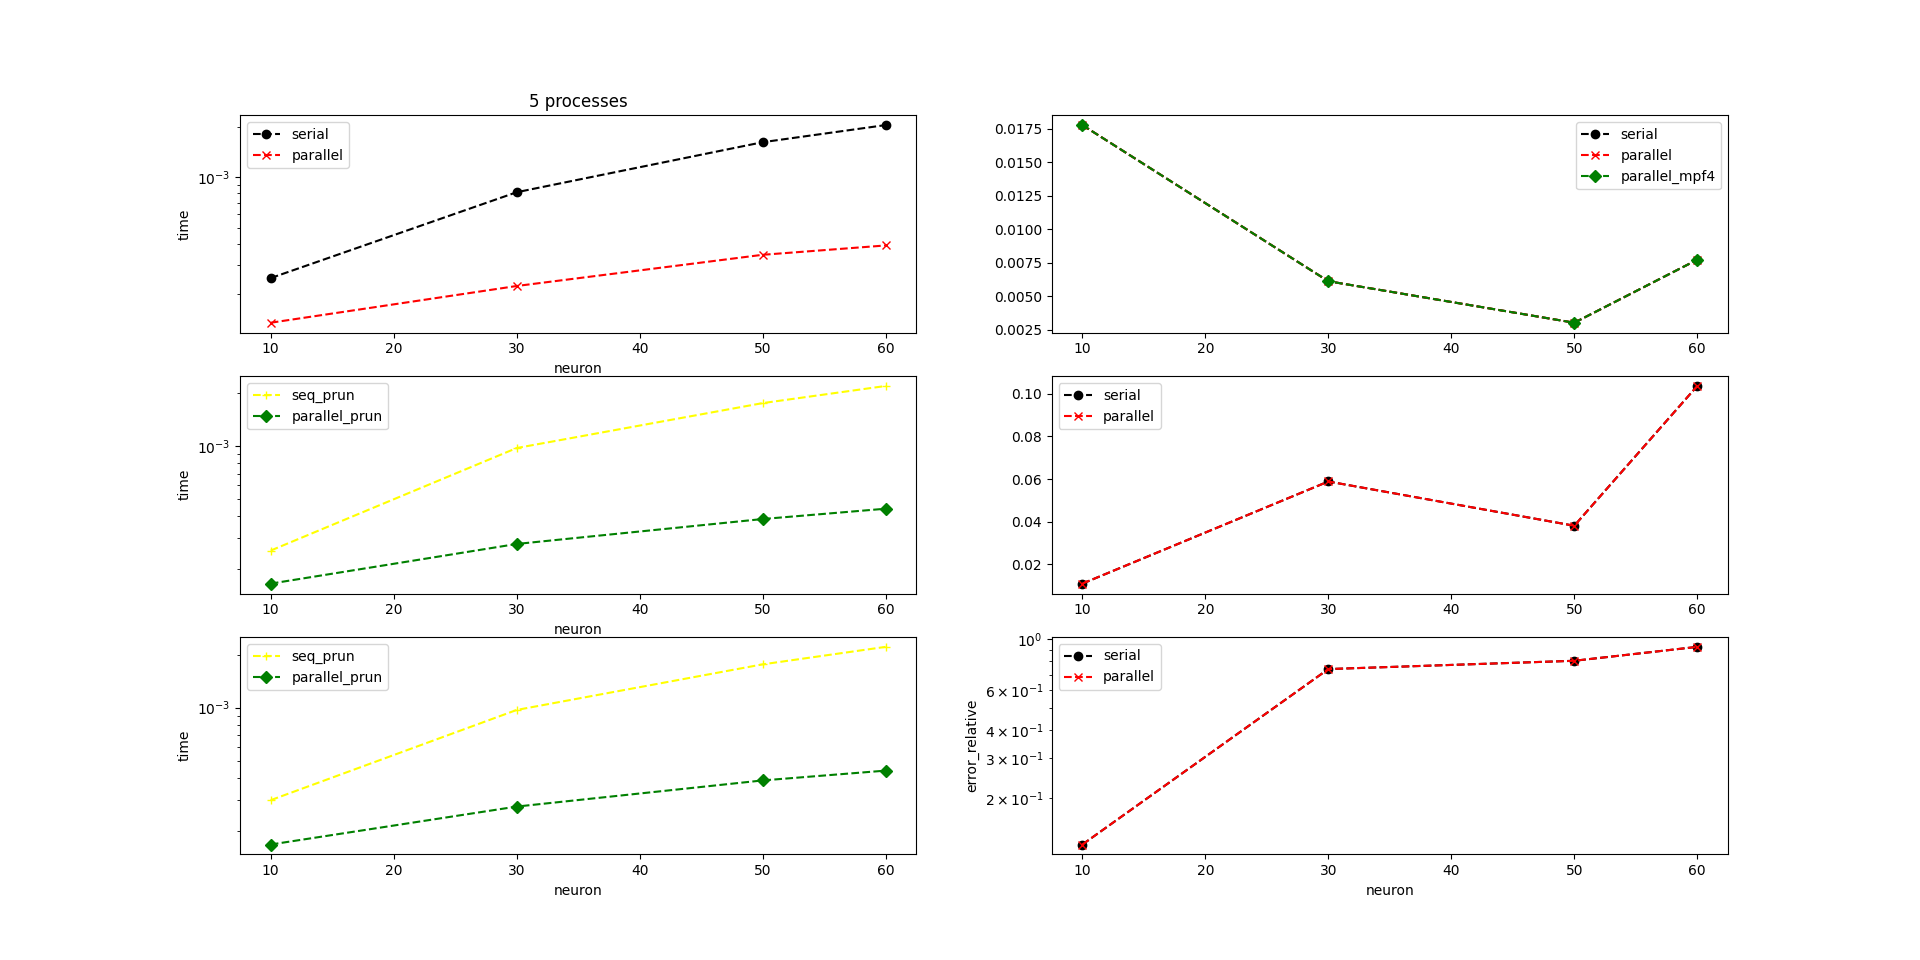 5 processes
serial
parallel
10⁻³
time
10 20 30 40 50 60
neuron
serial
parallel
parallel_mpf4
0.0175
0.0150
0.0125
0.0100
0.0075
0.0050
0.0025
10 20 30 40 50 60
seq_prun
parallel_prun
10⁻³
time
10 20 30 40 50 60
neuron
serial
parallel
0.10
0.08
0.06
0.04
0.02
10 20 30 40 50 60
seq_prun
parallel_prun
10⁻³
time
10 20 30 40 50 60
neuron
serial
parallel
10⁰
6 × 10⁻¹
4 × 10⁻¹
3 × 10⁻¹
2 × 10⁻¹
error_relative
10 20 30 40 50 60
neuron